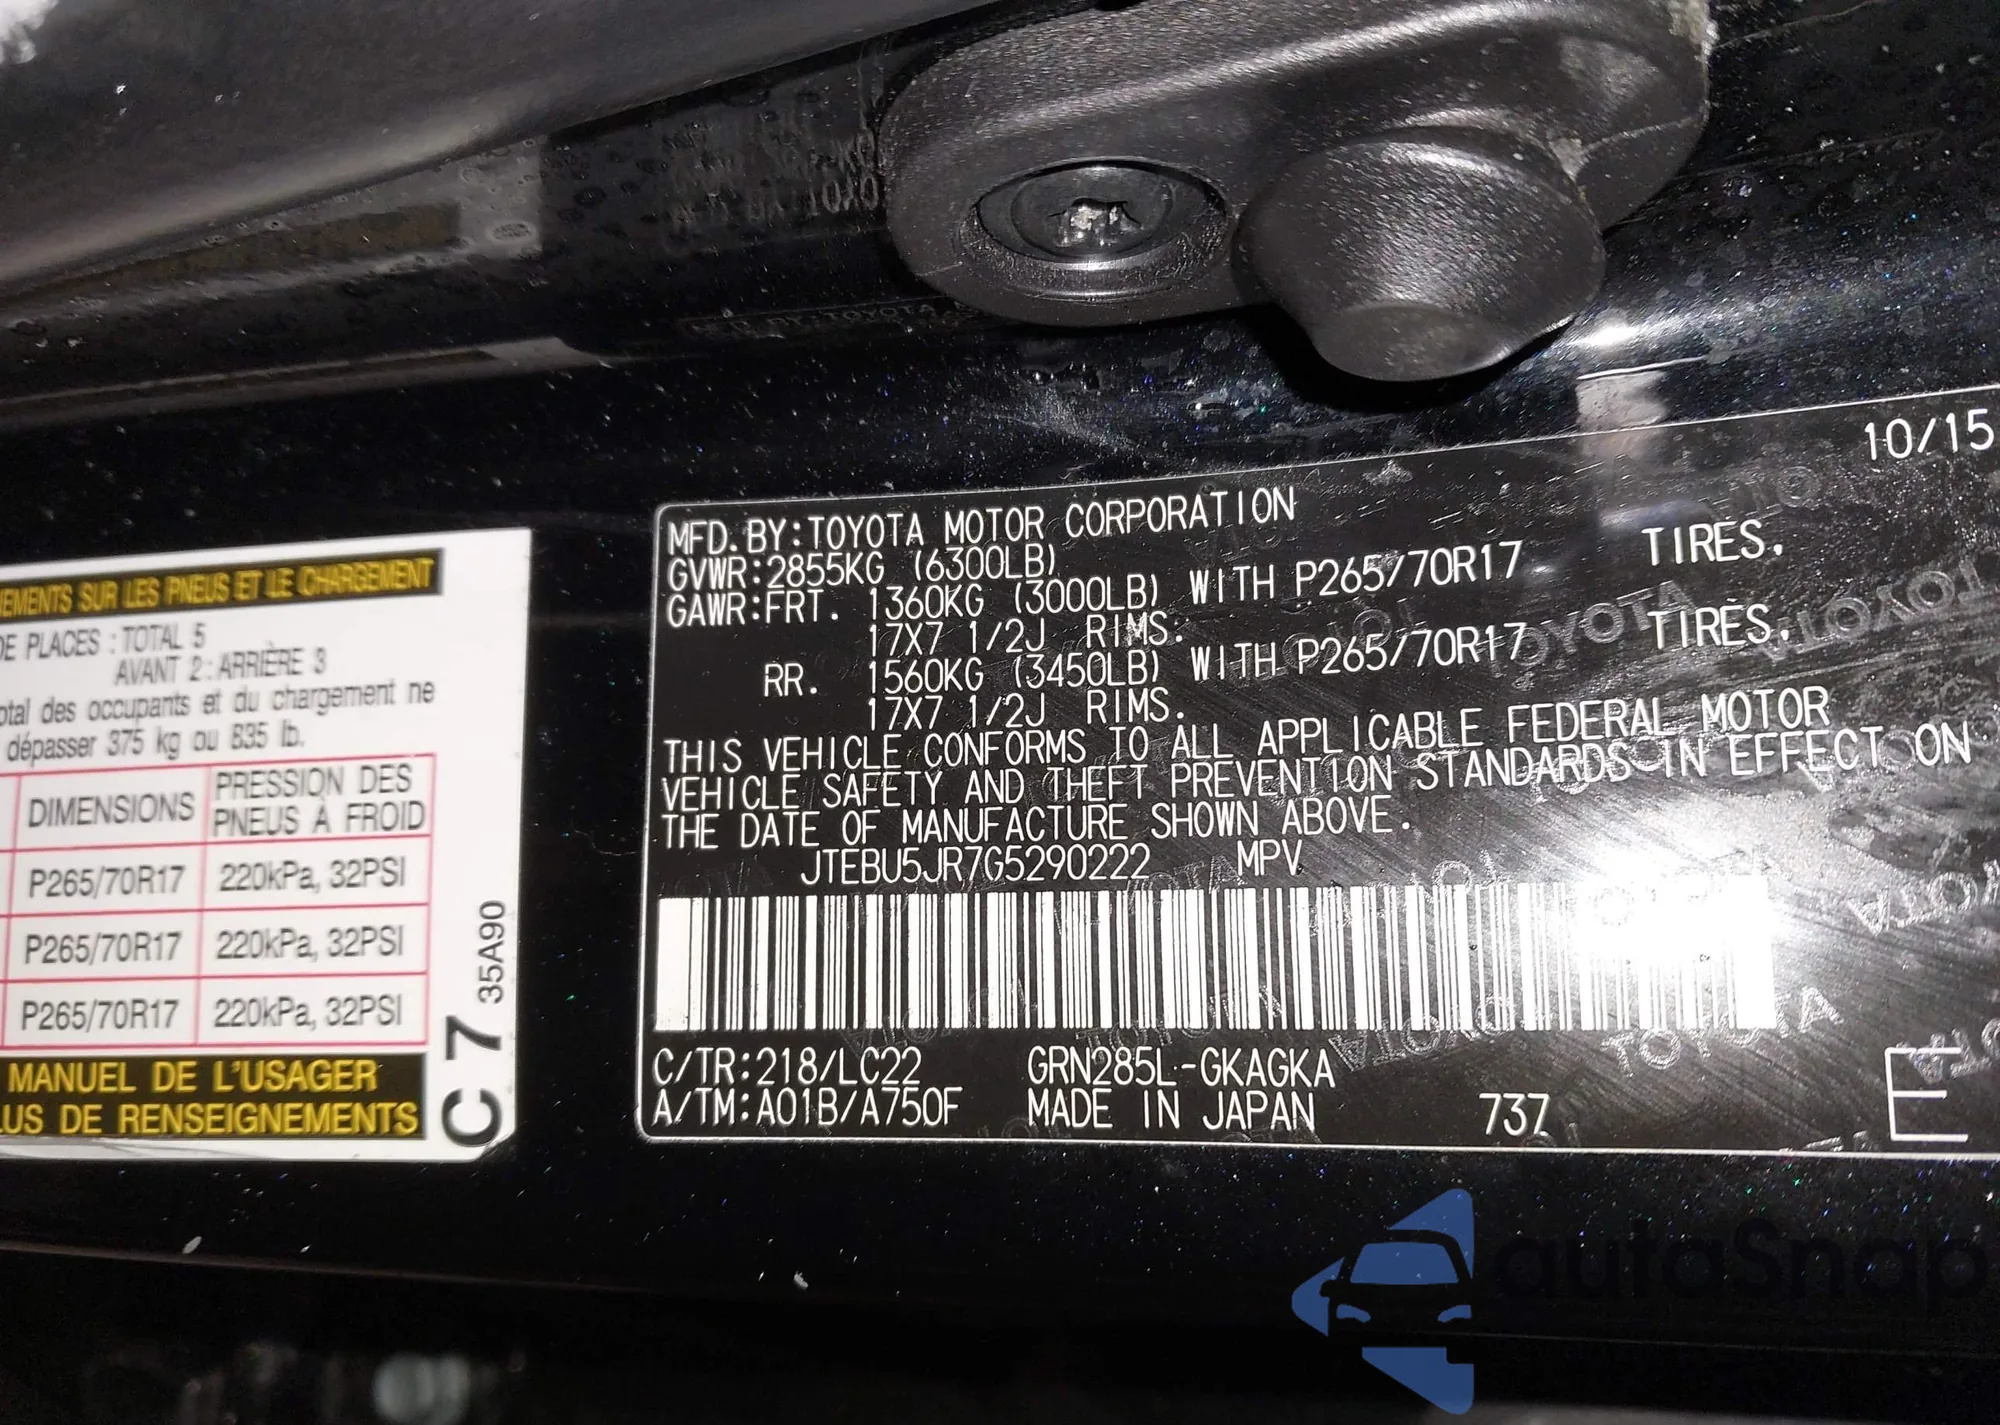 EMENTS SUR LES PNEUS ET LE CHARGEMENT
DE PLACES : TOTAL 5
AVANT 2 : ARRIÈRE 3
otal des occupants et du chargement ne
dépasser 375 kg ou 835 lb.
DIMENSIONS PRESSION DES PNEUS À FROID
P265/70R17 220kPa, 32PSI
P265/70R17 220kPa, 32PSI
P265/70R17 220kPa, 32PSI
MANUEL DE L'USAGER
LUS DE RENSEIGNEMENTS
C7 35A90
10/15
MFD. BY:TOYOTA MOTOR CORPORATION
GVWR:2855KG (6300LB)
GAWR:FRT. 1360KG (3000LB) WITH P265/70R17 TIRES.
17X7 1/2J RIMS.
RR. 1560KG (3450LB) WITH P265/70R17 TIRES.
17X7 1/2J RIMS.
THIS VEHICLE CONFORMS TO ALL APPLICABLE FEDERAL MOTOR
VEHICLE SAFETY AND THEFT PREVENTION STANDARDS IN EFFECT ON
THE DATE OF MANUFACTURE SHOWN ABOVE.
JTEBU5JR7G5290222 MPV
C/TR:218/LC22 GRN285L-GKAGKA
A/TM:A01B/A750F MADE IN JAPAN 737 E
autoSnap